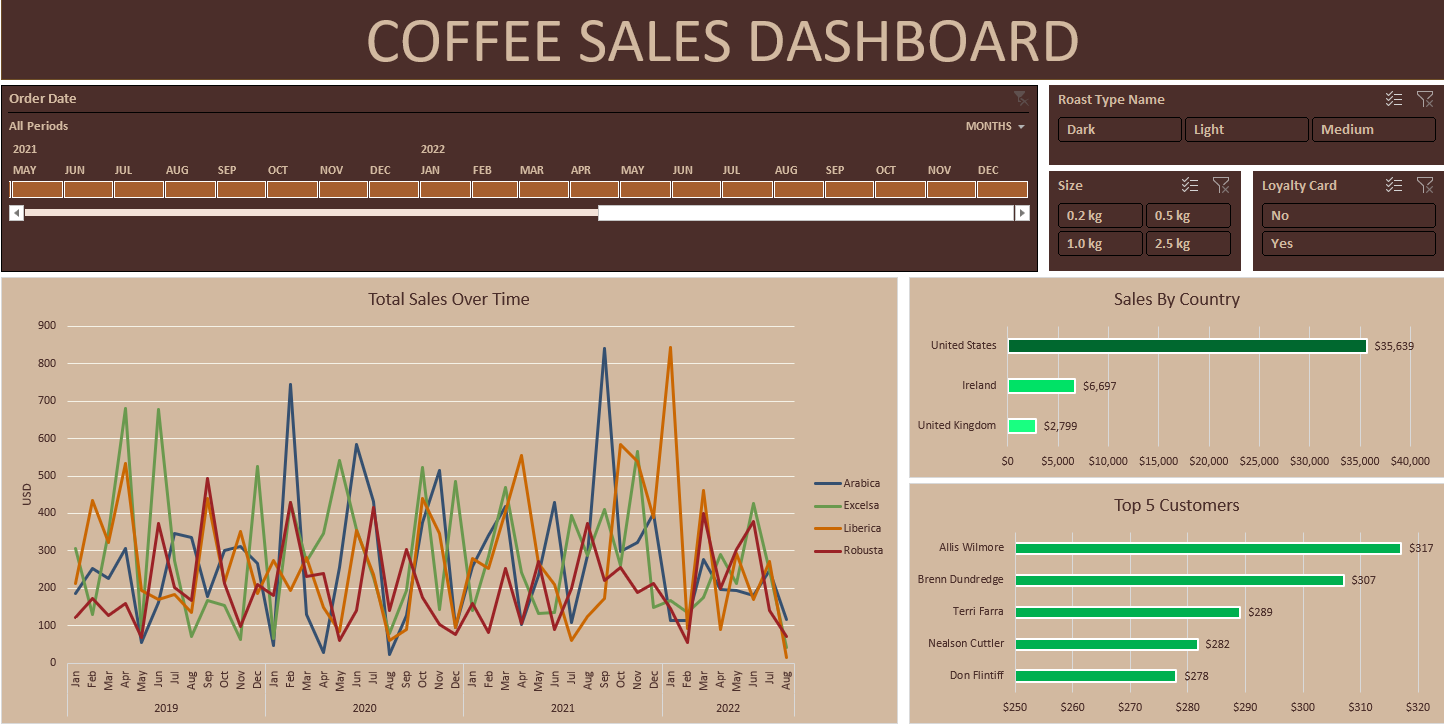 COFFEE SALES DASHBOARD
Order Date
All Periods
MONTHS
2021 2022
MAY JUN JUL AUG SEP OCT NOV DEC JAN FEB MAR APR MAY JUN JUL AUG SEP OCT NOV DEC
Roast Type Name
Dark Light Medium
Size
0.2 kg 0.5 kg
1.0 kg 2.5 kg
Loyalty Card
No
Yes
Total Sales Over Time
900
800
700
600
500
400
300
200
100
0
USD
Jan Feb Mar Apr May Jun Jul Aug Sep Oct Nov Dec Jan Feb Mar Apr May Jun Jul Aug Sep Oct Nov Dec Jan Feb Mar Apr May Jun Jul Aug Sep Oct Nov Dec Jan Feb Mar Apr May Jun Jul Aug
2019 2020 2021 2022
Arabica
Excelsa
Liberica
Robusta
Sales By Country
United States $35,639
Ireland $6,697
United Kingdom $2,799
$0 $5,000 $10,000 $15,000 $20,000 $25,000 $30,000 $35,000 $40,000
Top 5 Customers
Allis Wilmore $317
Brenn Dundredge $307
Terri Farra $289
Nealson Cuttler $282
Don Flintiff $278
$250 $260 $270 $280 $290 $300 $310 $320